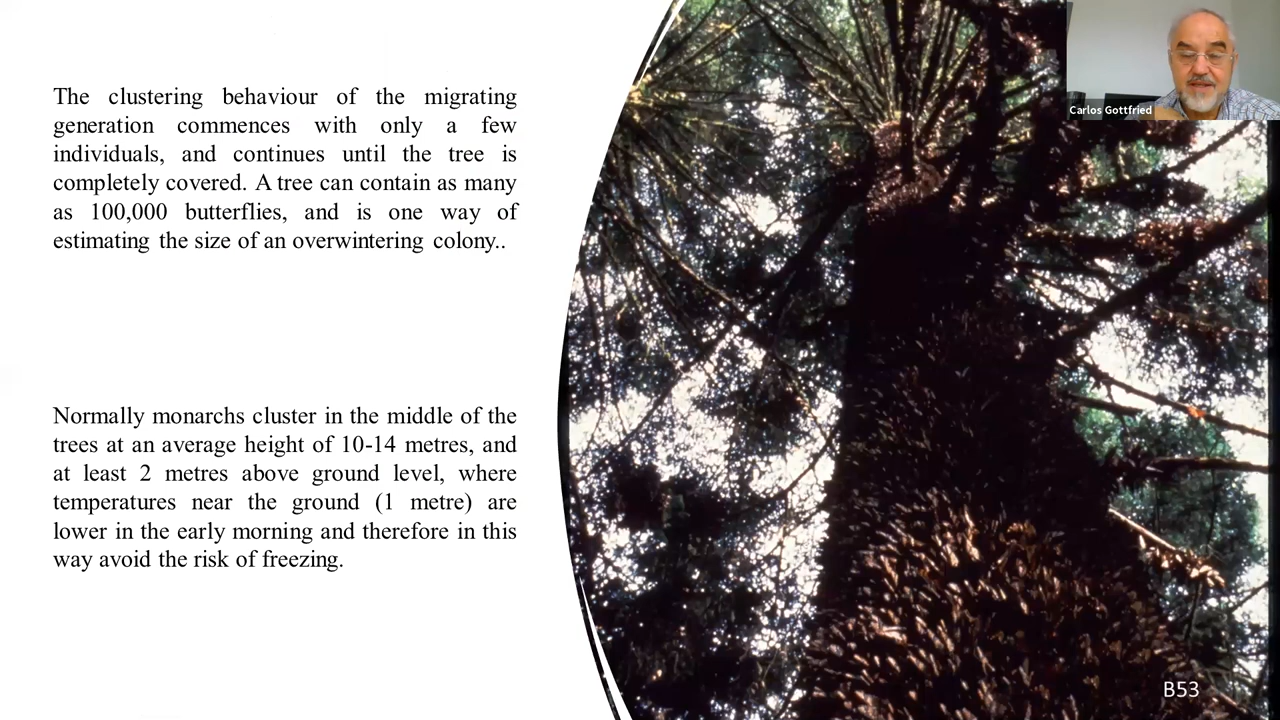 The clustering behaviour of the migrating
generation commences with only a few
individuals, and continues until the tree is
completely covered. A tree can contain as many
as 100,000 butterflies, and is one way of
estimating the size of an overwintering colony..
Normally monarchs cluster in the middle of the
trees at an average height of 10-14 metres, and
at least 2 metres above ground level, where
temperatures near the ground (1 metre) are
lower in the early morning and therefore in this
way avoid the risk of freezing.
Carlos Gottfried
B53